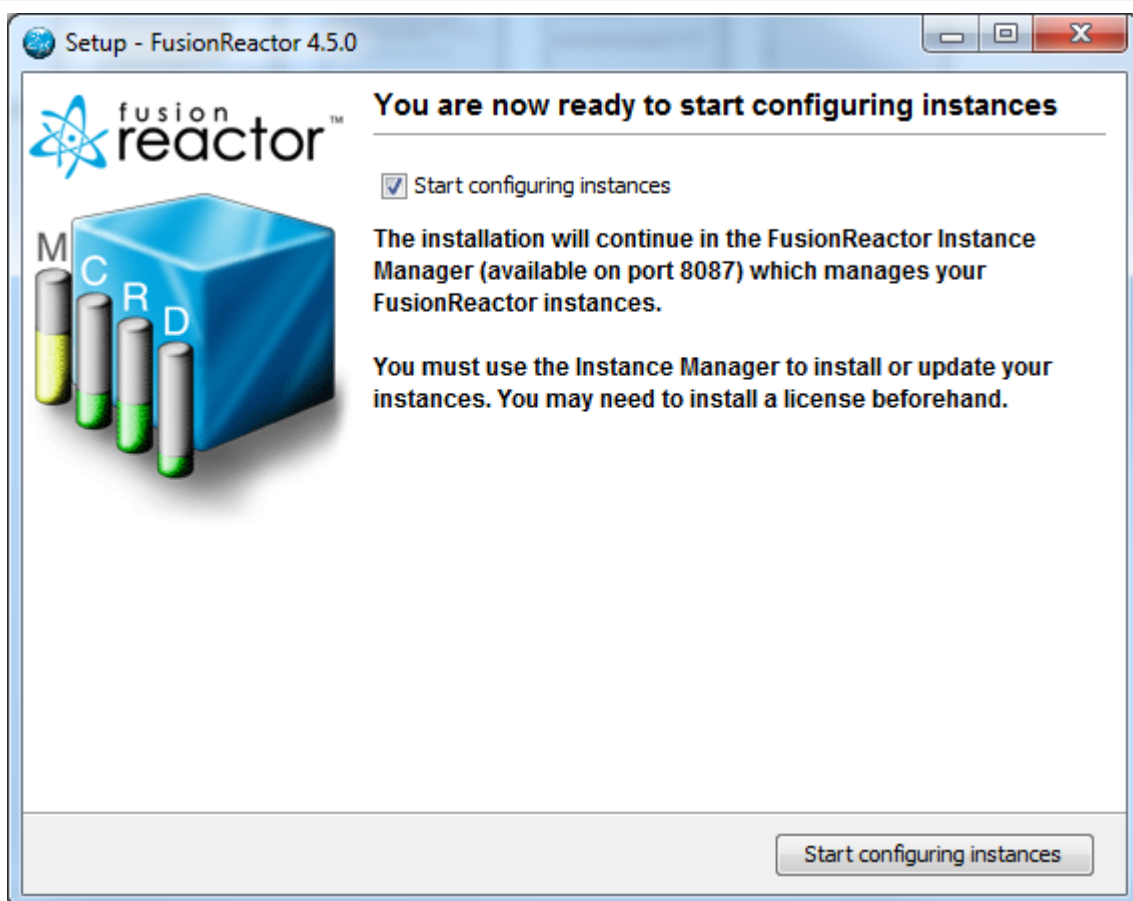 Setup - FusionReactor 4.5.0
fusion
reactor™
You are now ready to start configuring instances
Start configuring instances
The installation will continue in the FusionReactor Instance
Manager (available on port 8087) which manages your
FusionReactor instances.
You must use the Instance Manager to install or update your
instances. You may need to install a license beforehand.
M
C
R
D
Start configuring instances